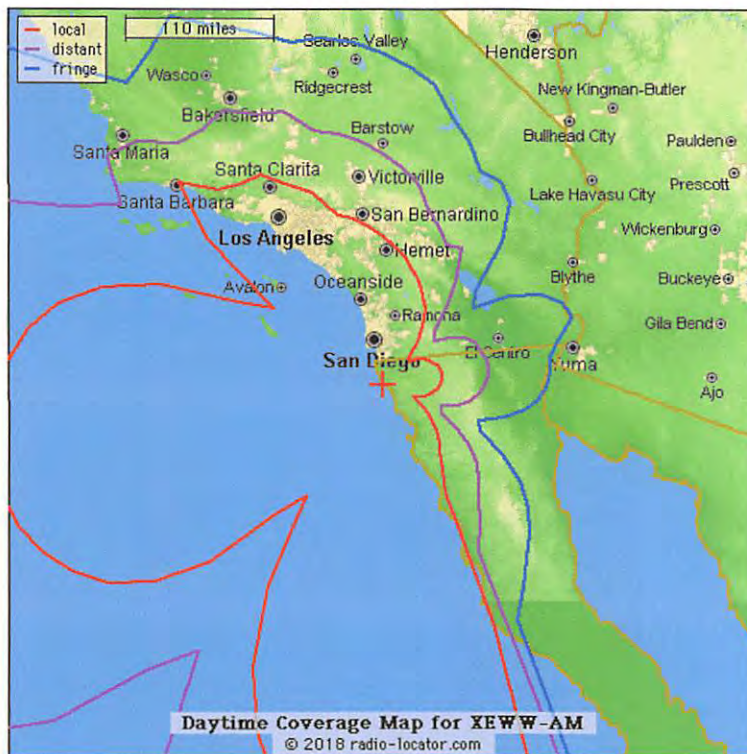 local
distant
fringe
110 miles
Searles Valley
Henderson
Wasco
Ridgecrest
New Kingman-Butler
Bakersfield
Barstow
Bullhead City
Paulden
Santa Maria
Santa Clarita
Victorville
Prescott
Santa Barbara
Lake Havasu City
San Bernardino
Los Angeles
Wickenburg
Hemet
Blythe
Oceanside
Buckeye
Avalon
Ramona
Gila Bend
San Diego
El Centro
Yuma
Ajo
Daytime Coverage Map for XEWW-AM
© 2018 radio-locator.com